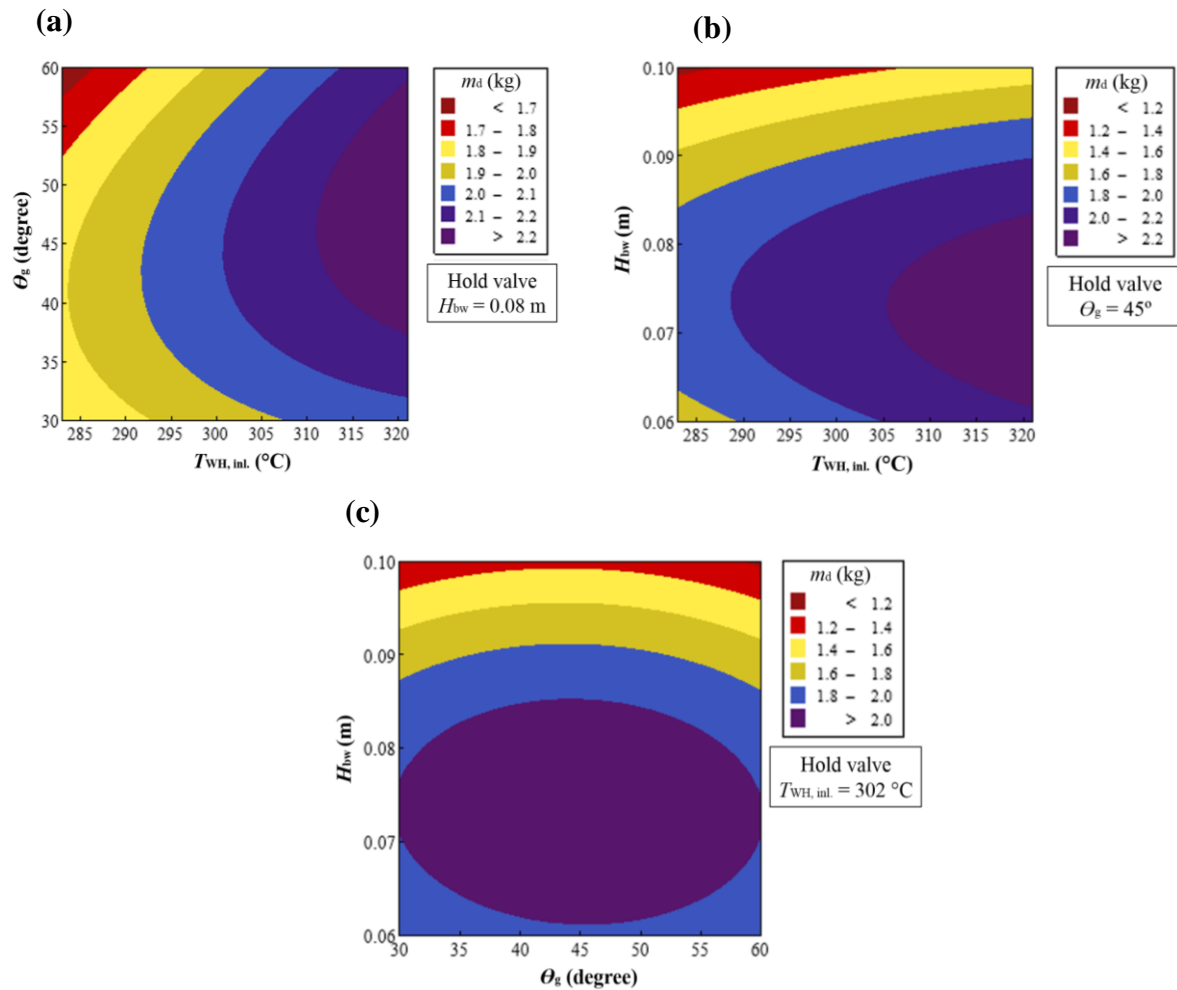 (a)
60
55
50
45
40
35
30
285 290 295 300 305 310 315 320
ϴg (degree)
TWH, inl. (°C)
md (kg)
< 1.7
1.7 – 1.8
1.8 – 1.9
1.9 – 2.0
2.0 – 2.1
2.1 – 2.2
> 2.2
Hold valve
Hbw = 0.08 m
(b)
0.10
0.09
0.08
0.07
0.06
285 290 295 300 305 310 315 320
Hbw (m)
TWH, inl. (°C)
md (kg)
< 1.2
1.2 – 1.4
1.4 – 1.6
1.6 – 1.8
1.8 – 2.0
2.0 – 2.2
> 2.2
Hold valve
ϴg = 45º
(c)
0.10
0.09
0.08
0.07
0.06
30 35 40 45 50 55 60
Hbw (m)
ϴg (degree)
md (kg)
< 1.2
1.2 – 1.4
1.4 – 1.6
1.6 – 1.8
1.8 – 2.0
> 2.0
Hold valve
TWH, inl. = 302 °C